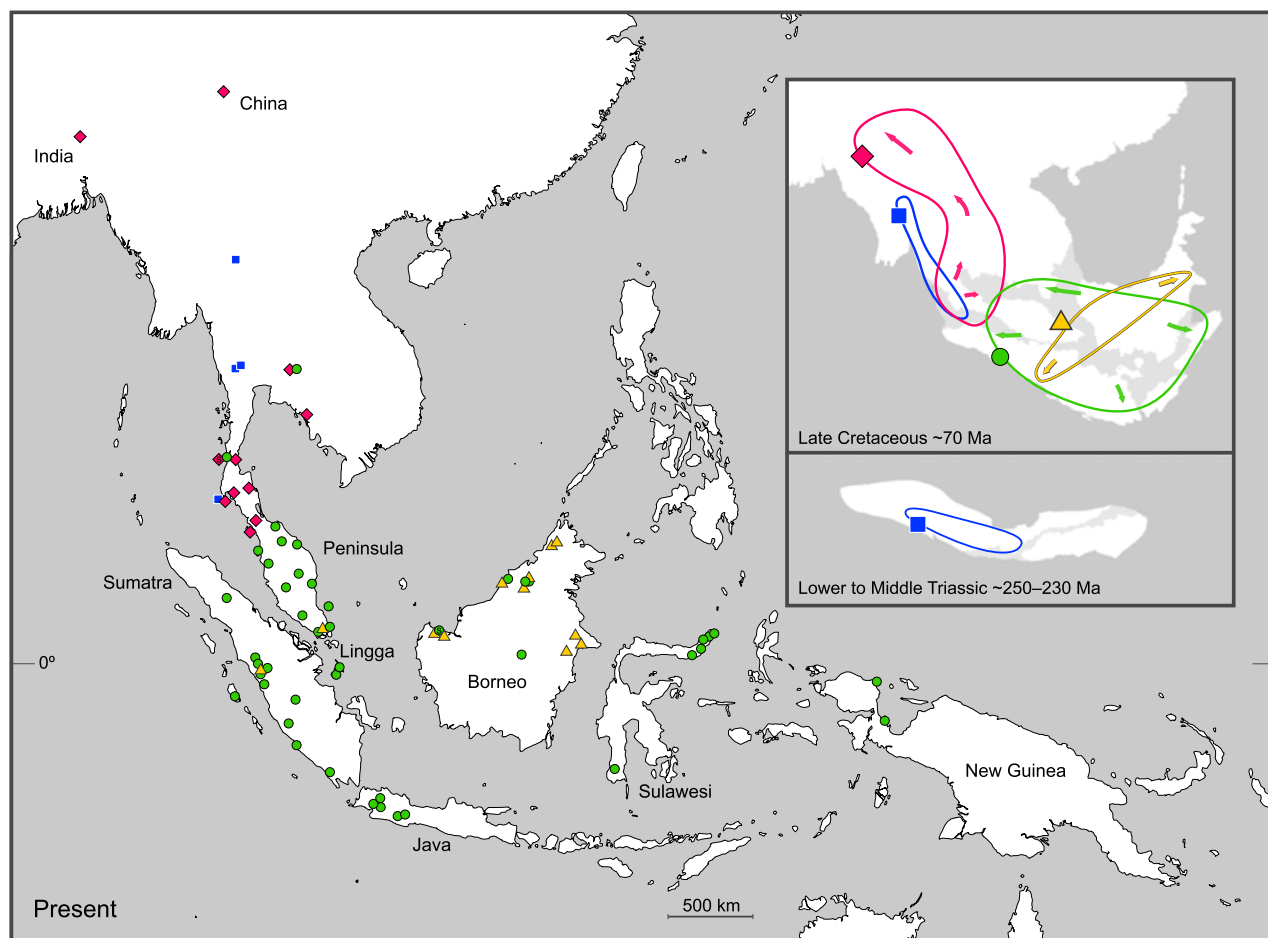 China
India
Late Cretaceous ~70 Ma
Peninsula
Sumatra
Lower to Middle Triassic ~250–230 Ma
Lingga
0º
Borneo
New Guinea
Sulawesi
Java
Present
500 km